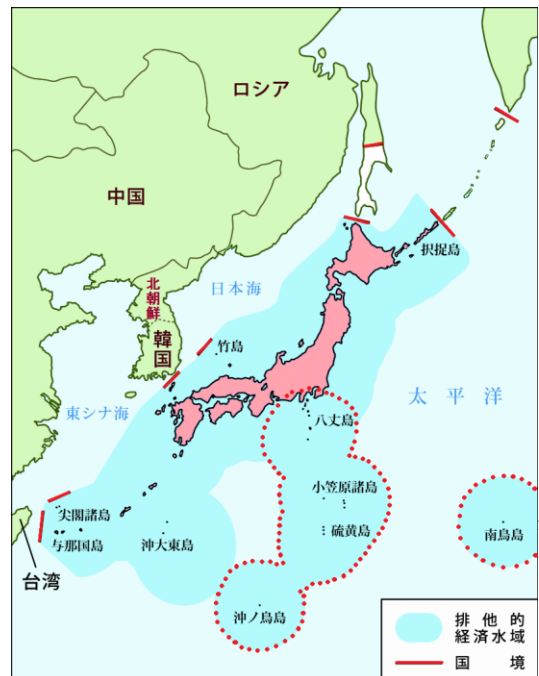 ロシア
中国
択捉島
北朝鮮
日本海
竹島
韓国
太平洋
東シナ海
八丈島
小笠原諸島
尖閣諸島
硫黄島
南鳥島
与那国島
沖大東島
台湾
沖ノ鳥島
排他的
経済水域
国境